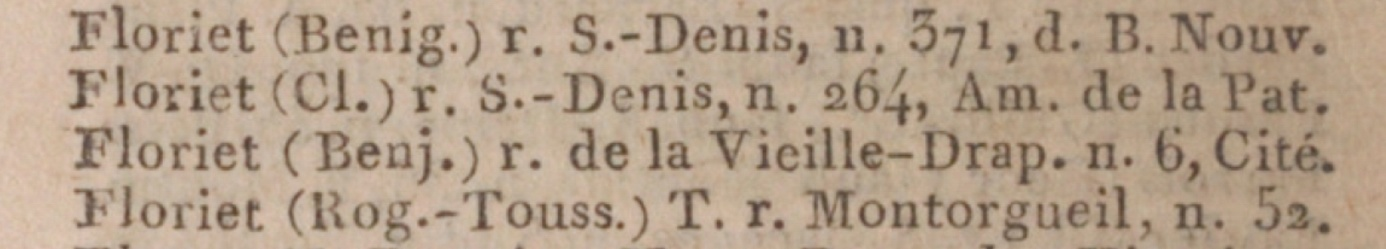 Floriet (Benig.) r. S.-Denis, n. 371, d. B. Nouv.
Floriet (Cl.) r. S.-Denis, n. 264, Am. de la Pat.
Floriet (Benj.) r. de la Vieille-Drap. n. 6, Cité.
Floriet (Rog.-Touss.) T. r. Montorgueil, n. 52.